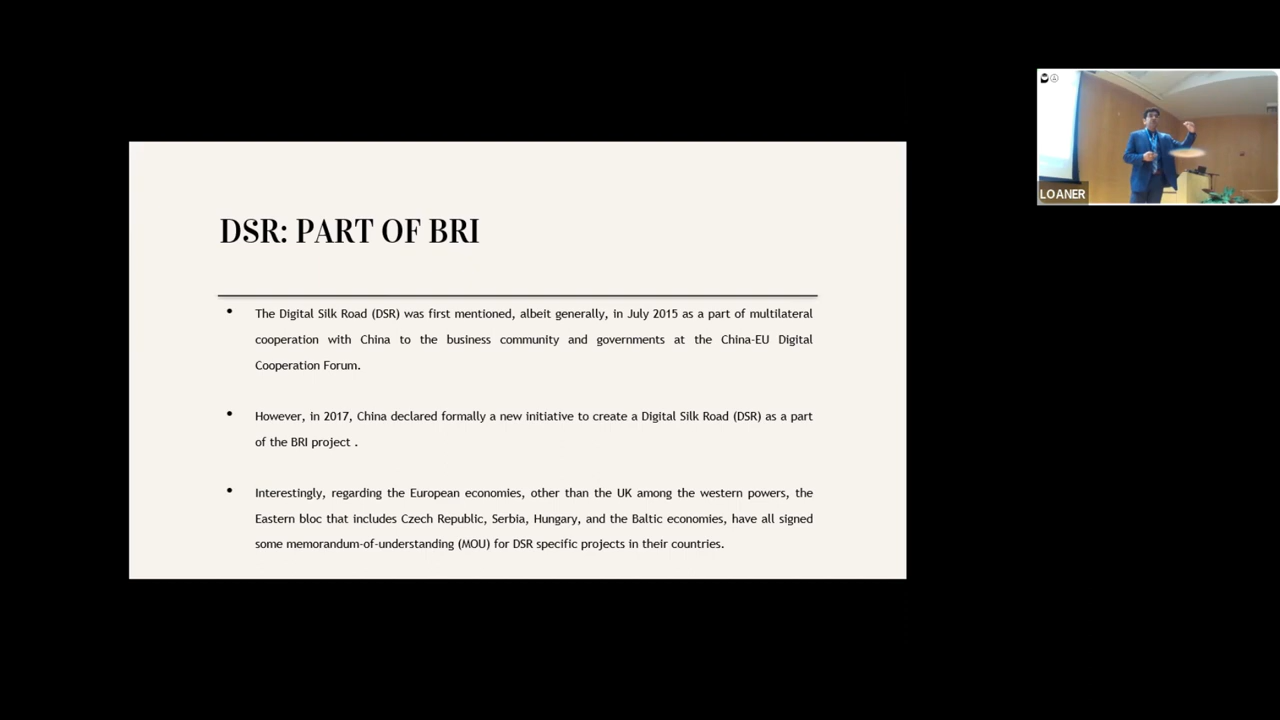 DSR: PART OF BRI
• The Digital Silk Road (DSR) was first mentioned, albeit generally, in July 2015 as a part of multilateral
cooperation with China to the business community and governments at the China-EU Digital
Cooperation Forum.
• However, in 2017, China declared formally a new initiative to create a Digital Silk Road (DSR) as a part
of the BRI project .
• Interestingly, regarding the European economies, other than the UK among the western powers, the
Eastern bloc that includes Czech Republic, Serbia, Hungary, and the Baltic economies, have all signed
some memorandum-of-understanding (MOU) for DSR specific projects in their countries.
LOANER